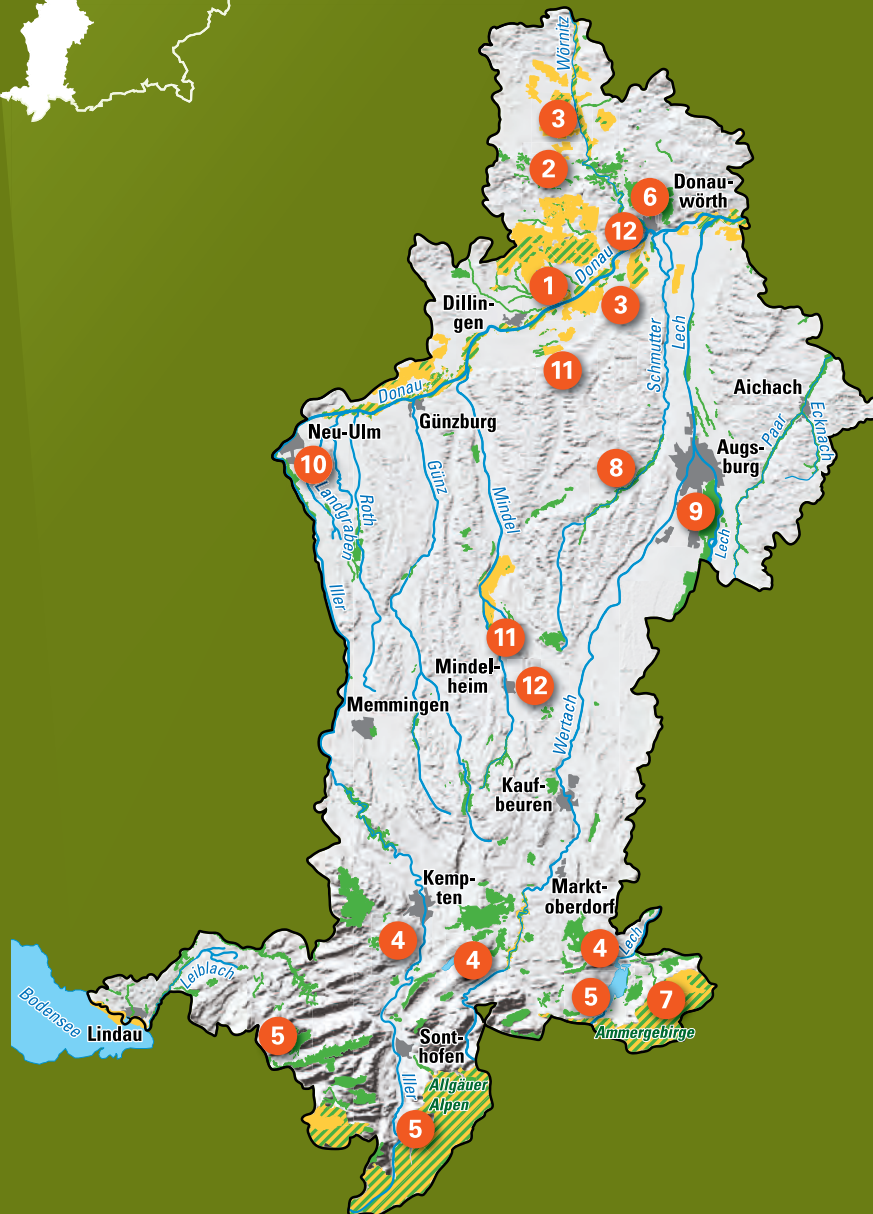 Wörnitz
3
2
6
Donau-
wörth
12
Donau
1
3
Dillin-
gen
Schmutter
Lech
11
Donau
Aichach
Günzburg
Neu-Ulm
Paar
Ecknach
Augs-
burg
10
8
Günz
Mindel
Landgraben
Roth
9
Lech
Iller
11
Mindel-
heim
12
Memmingen
Wertach
Kauf-
beuren
Kemp-
ten
Markt-
oberdorf
4
4
4
Lech
Leiblach
Bodensee
Lindau
5
5
7
Ammergebirge
Sont-
hofen
Iller
Allgäuer
Alpen
5